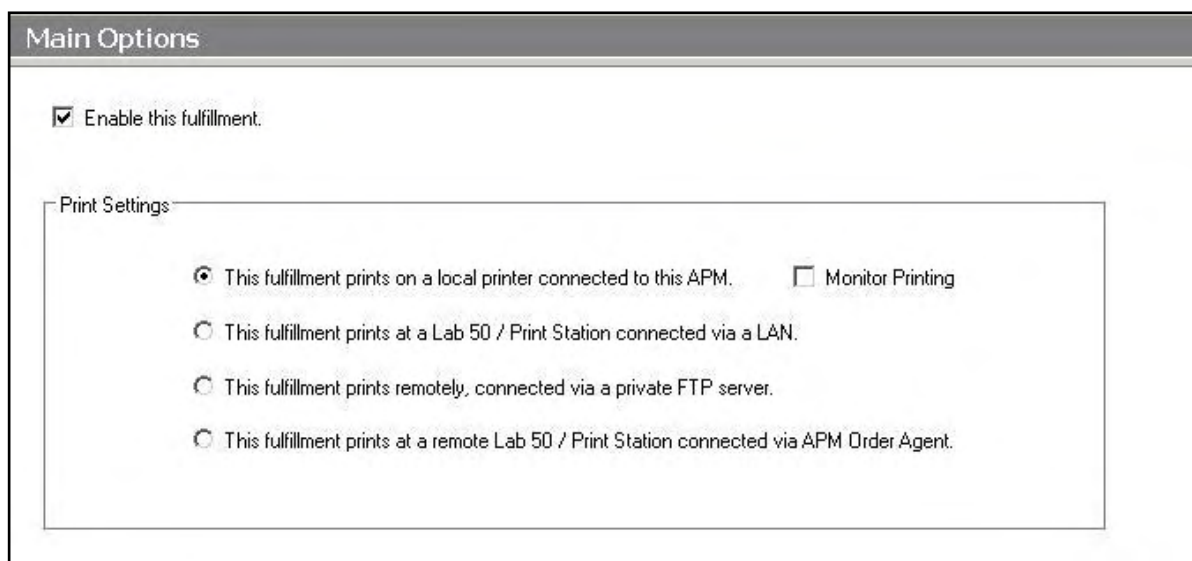 Main Options
Enable this fulfillment.
Print Settings
This fulfillment prints on a local printer connected to this APM. Monitor Printing
This fulfillment prints at a Lab 50 / Print Station connected via a LAN.
This fulfillment prints remotely, connected via a private FTP server.
This fulfillment prints at a remote Lab 50 / Print Station connected via APM Order Agent.